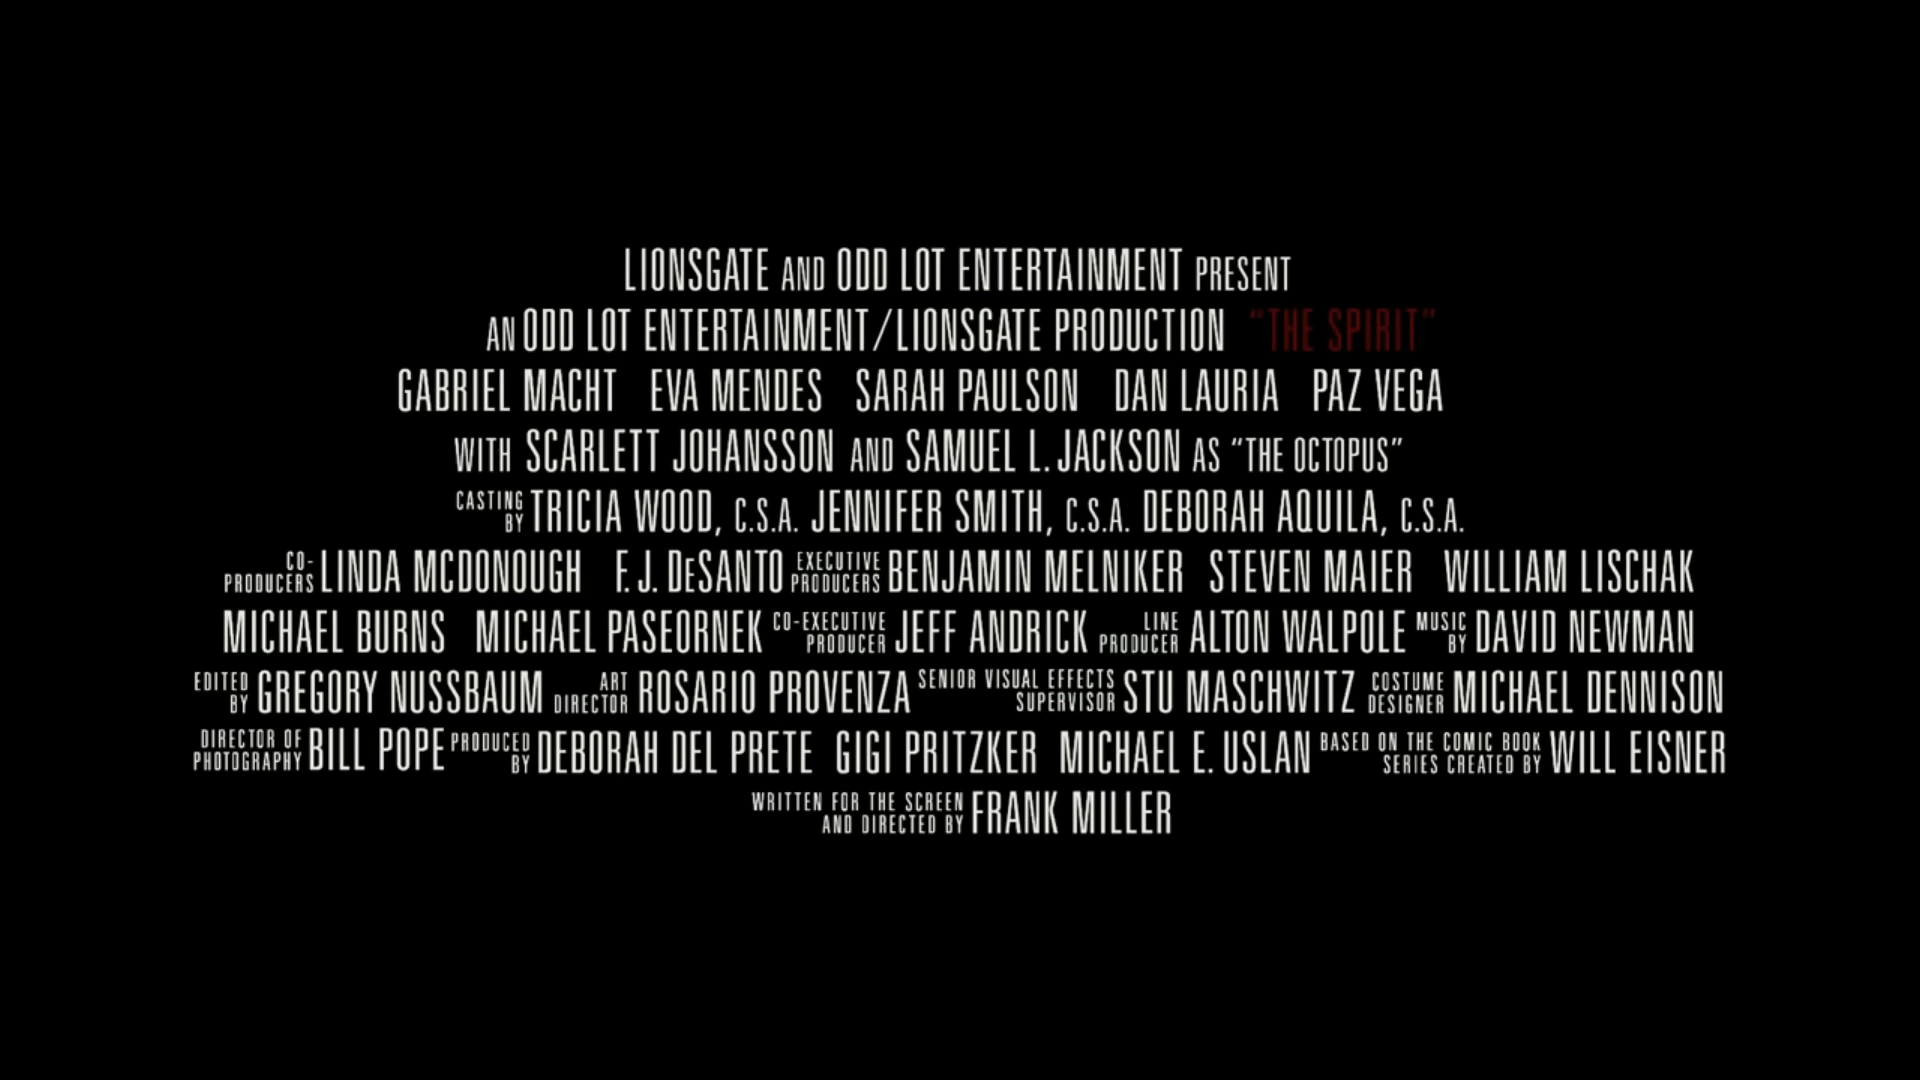 LIONSGATE AND ODD LOT ENTERTAINMENT PRESENT
AN ODD LOT ENTERTAINMENT/LIONSGATE PRODUCTION "THE SPIRIT"
GABRIEL MACHT EVA MENDES SARAH PAULSON DAN LAURIA PAZ VEGA
WITH SCARLETT JOHANSSON AND SAMUEL L. JACKSON AS "THE OCTOPUS"
CASTING BY TRICIA WOOD, C.S.A. JENNIFER SMITH, C.S.A. DEBORAH AQUILA, C.S.A.
CO-PRODUCERS LINDA MCDONOUGH F. J. DeSANTO EXECUTIVE PRODUCERS BENJAMIN MELNIKER STEVEN MAIER WILLIAM LISCHAK
MICHAEL BURNS MICHAEL PASEORNEK CO-EXECUTIVE PRODUCER JEFF ANDRICK LINE PRODUCER ALTON WALPOLE MUSIC BY DAVID NEWMAN
EDITED BY GREGORY NUSSBAUM ART DIRECTOR ROSARIO PROVENZA SENIOR VISUAL EFFECTS SUPERVISOR STU MASCHWITZ COSTUME DESIGNER MICHAEL DENNISON
DIRECTOR OF PHOTOGRAPHY BILL POPE PRODUCED BY DEBORAH DEL PRETE GIGI PRITZKER MICHAEL E. USLAN BASED ON THE COMIC BOOK SERIES CREATED BY WILL EISNER
WRITTEN FOR THE SCREEN AND DIRECTED BY FRANK MILLER